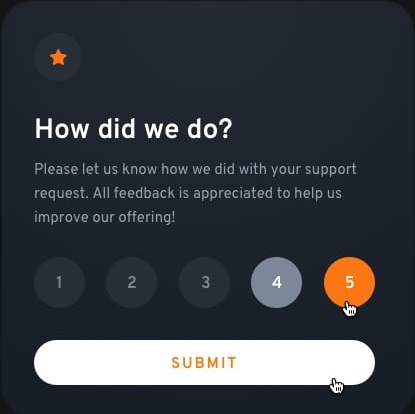 How did we do?
Please let us know how we did with your support
request. All feedback is appreciated to help us
improve our offering!
1 2 3 4 5
SUBMIT